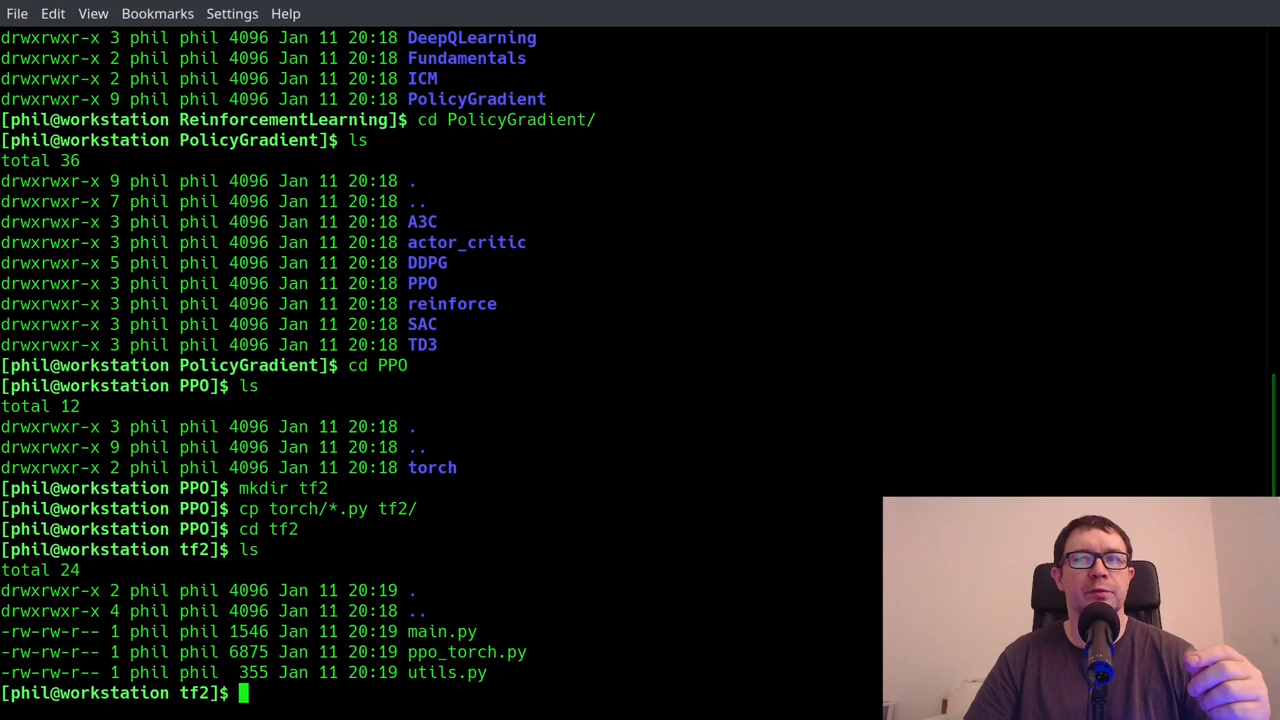 File Edit View Bookmarks Settings Help
drwxrwxr-x 3 phil phil 4096 Jan 11 20:18 DeepQLearning
drwxrwxr-x 2 phil phil 4096 Jan 11 20:18 Fundamentals
drwxrwxr-x 2 phil phil 4096 Jan 11 20:18 ICM
drwxrwxr-x 9 phil phil 4096 Jan 11 20:18 PolicyGradient
[phil@workstation ReinforcementLearning]$ cd PolicyGradient/
[phil@workstation PolicyGradient]$ ls
total 36
drwxrwxr-x 9 phil phil 4096 Jan 11 20:18 .
drwxrwxr-x 7 phil phil 4096 Jan 11 20:18 ..
drwxrwxr-x 3 phil phil 4096 Jan 11 20:18 A3C
drwxrwxr-x 3 phil phil 4096 Jan 11 20:18 actor_critic
drwxrwxr-x 5 phil phil 4096 Jan 11 20:18 DDPG
drwxrwxr-x 3 phil phil 4096 Jan 11 20:18 PPO
drwxrwxr-x 3 phil phil 4096 Jan 11 20:18 reinforce
drwxrwxr-x 3 phil phil 4096 Jan 11 20:18 SAC
drwxrwxr-x 3 phil phil 4096 Jan 11 20:18 TD3
[phil@workstation PolicyGradient]$ cd PPO
[phil@workstation PPO]$ ls
total 12
drwxrwxr-x 3 phil phil 4096 Jan 11 20:18 .
drwxrwxr-x 9 phil phil 4096 Jan 11 20:18 ..
drwxrwxr-x 2 phil phil 4096 Jan 11 20:18 torch
[phil@workstation PPO]$ mkdir tf2
[phil@workstation PPO]$ cp torch/*.py tf2/
[phil@workstation PPO]$ cd tf2
[phil@workstation tf2]$ ls
total 24
drwxrwxr-x 2 phil phil 4096 Jan 11 20:19 .
drwxrwxr-x 4 phil phil 4096 Jan 11 20:18 ..
-rw-rw-r-- 1 phil phil 1546 Jan 11 20:19 main.py
-rw-rw-r-- 1 phil phil 6875 Jan 11 20:19 ppo_torch.py
-rw-rw-r-- 1 phil phil  355 Jan 11 20:19 utils.py
[phil@workstation tf2]$